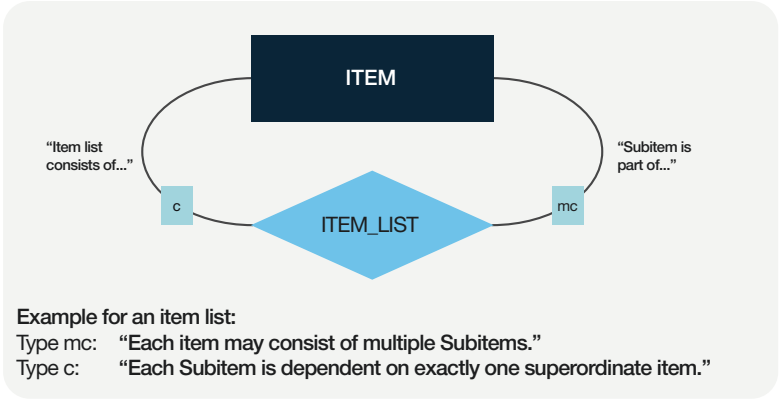 ITEM
“Item list
consists of...”
“Subitem is
part of...”
c
mc
ITEM_LIST
Example for an item list:
Type mc: “Each item may consist of multiple Subitems.”
Type c: “Each Subitem is dependent on exactly one superordinate item.”